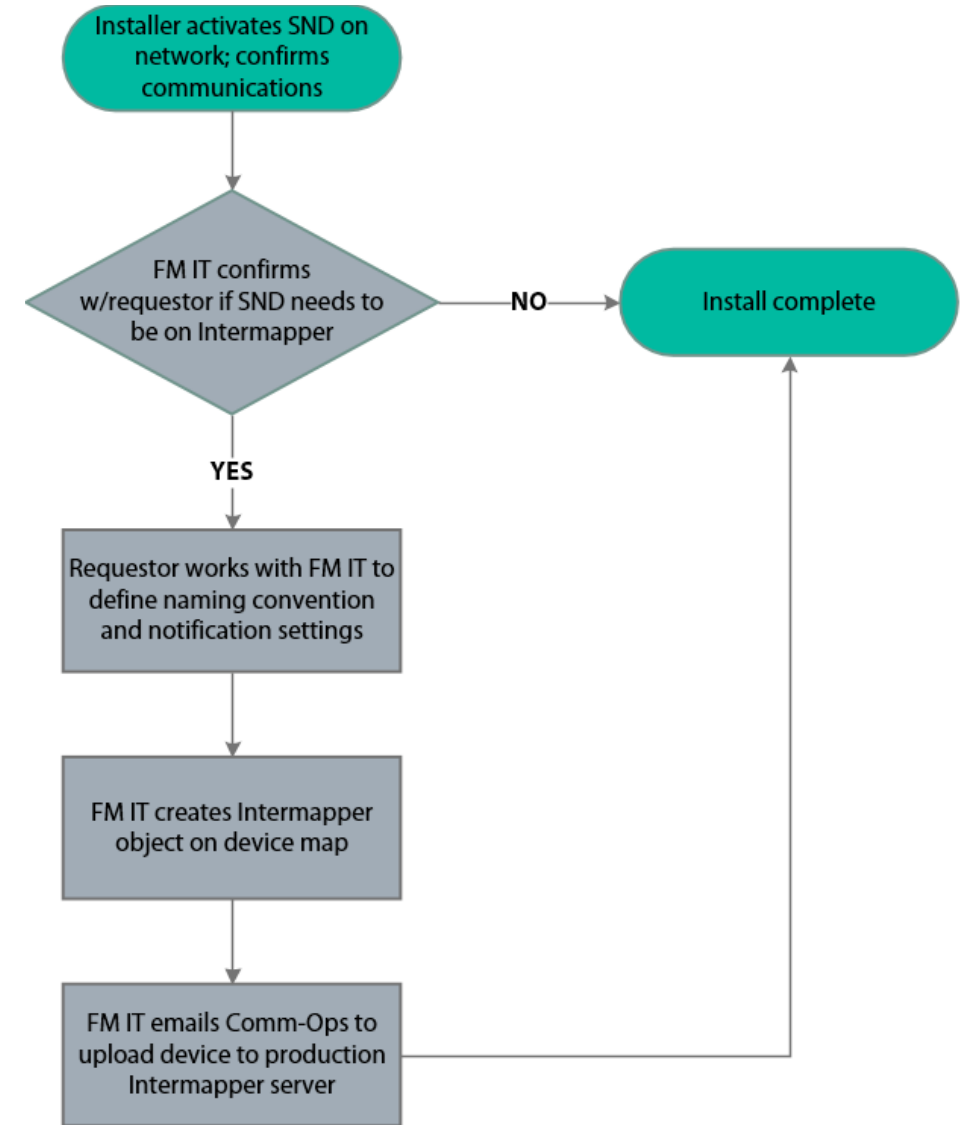 Installer activates SND on
network; confirms
communications
FM IT confirms
w/requestor if SND needs to
be on Intermapper
NO
Install complete
YES
Requestor works with FM IT to
define naming convention
and notification settings
FM IT creates Intermapper
object on device map
FM IT emails Comm-Ops to
upload device to production
Intermapper server